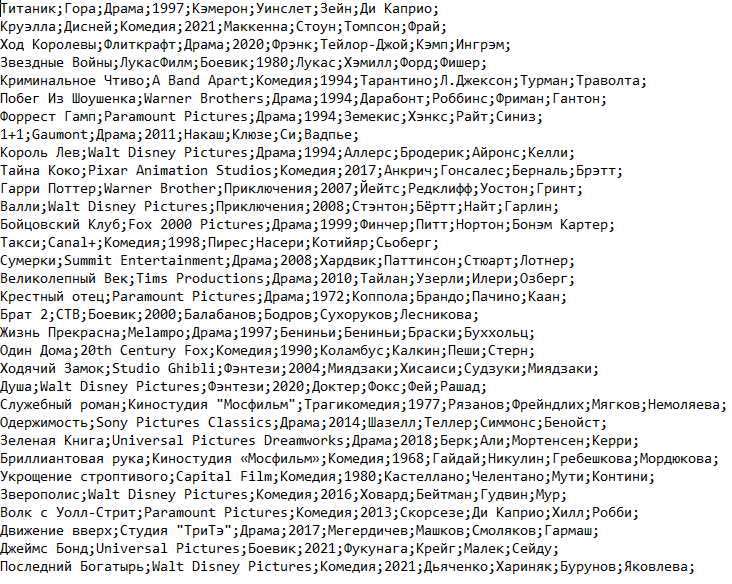 Титаник;Гора;Драма;1997;Кэмерон;Уинслет;Зейн;Ди Каприо;
Круэлла;Дисней;Комедия;2021;Маккенна;Стоун;Томпсон;Фрай;
Ход Королевы;Флиткрафт;Драма;2020;Фрэнк;Тейлор-Джой;Кэмп;Ингрэм;
Звездные Войны;ЛукасФилм;Боевик;1980;Лукас;Хэмилл;Форд;Фишер;
Криминальное Чтиво;A Band Apart;Комедия;1994;Тарантино;Л.Джексон;Турман;Траволта;
Побег Из Шоушенка;Warner Brothers;Драма;1994;Дарабонт;Роббинс;Фриман;Гантон;
Форрест Гамп;Paramount Pictures;Драма;1994;Земекис;Хэнкс;Райт;Синиз;
1+1;Gaumont;Драма;2011;Накаш;Клюзе;Си;Вадпье;
Король Лев;Walt Disney Pictures;Драма;1994;Аллерс;Бродерик;Айронс;Келли;
Тайна Коко;Pixar Animation Studios;Комедия;2017;Анкрич;Гонсалес;Берналь;Брэтт;
Гарри Поттер;Warner Brother;Приключения;2007;Йейтс;Редклифф;Уостон;Гринт;
Валли;Walt Disney Pictures;Приключения;2008;Стэнтон;Бёртт;Найт;Гарлин;
Бойцовский Клуб;Fox 2000 Pictures;Драма;1999;Финчер;Питт;Нортон;Бонэм Картер;
Такси;Canal+;Комедия;1998;Пирес;Насери;Котийяр;Сьоберг;
Сумерки;Summit Entertainment;Драма;2008;Хардвик;Паттинсон;Стюарт;Лотнер;
Великолепный Век;Tims Productions;Драма;2010;Тайлан;Узерли;Илери;Озберг;
Крестный отец;Paramount Pictures;Драма;1972;Коппола;Брандо;Пачино;Каан;
Брат 2;СТВ;Боевик;2000;Балабанов;Бодров;Сухоруков;Лесникова;
Жизнь Прекрасна;Melampo;Драма;1997;Бениньи;Бениньи;Браски;Буххольц;
Один Дома;20th Century Fox;Комедия;1990;Коламбус;Калкин;Пеши;Стерн;
Ходячий Замок;Studio Ghibli;Фэнтези;2004;Миядзаки;Хисаиси;Судзуки;Миядзаки;
Душа;Walt Disney Pictures;Фэнтези;2020;Доктер;Фокс;Фей;Рашад;
Служебный роман;Киностудия "Мосфильм";Трагикомедия;1977;Рязанов;Фрейндлих;Мягков;Немоляева;
Одержимость;Sony Pictures Classics;Драма;2014;Шазелл;Теллер;Симмонс;Бенойст;
Зеленая Книга;Universal Pictures Dreamworks;Драма;2018;Берк;Али;Мортенсен;Керри;
Бриллиантовая рука;Киностудия «Мосфильм»;Комедия;1968;Гайдай;Никулин;Гребешкова;Мордюкова;
Укрощение строптивого;Capital Film;Комедия;1980;Кастеллано;Челентано;Мути;Контини;
Зверополис;Walt Disney Pictures;Комедия;2016;Ховард;Бейтман;Гудвин;Мур;
Волк с Уолл-Стрит;Paramount Pictures;Комедия;2013;Скорсезе;Ди Каприо;Хилл;Робби;
Движение вверх;Студия "ТриТэ";Драма;2017;Мегердичев;Машков;Смоляков;Гармаш;
Джеймс Бонд;Universal Pictures;Боевик;2021;Фукунага;Крейг;Малек;Сейду;
Последний Богатырь;Walt Disney Pictures;Комедия;2021;Дьяченко;Хариняк;Бурунов;Яковлева;